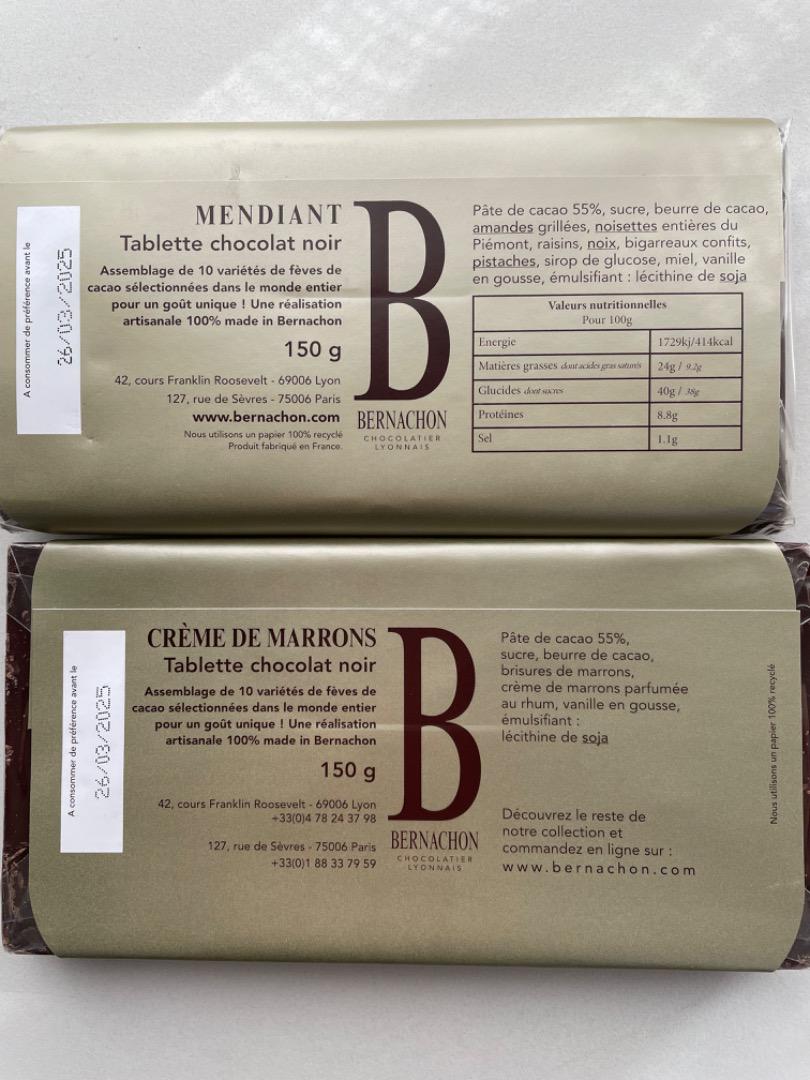 A consommer de préférence avant le
26/03/2025
MENDIANT
Tablette chocolat noir
Assemblage de 10 variétés de fèves de
cacao sélectionnées dans le monde entier
pour un goût unique ! Une réalisation
artisanale 100% made in Bernachon
150 g
42, cours Franklin Roosevelt - 69006 Lyon
127, rue de Sèvres - 75006 Paris
www.bernachon.com
Nous utilisons un papier 100% recyclé
Produit fabriqué en France.
B
BERNACHON
CHOCOLATIER
LYONNAIS
Pâte de cacao 55%, sucre, beurre de cacao,
amandes grillées, noisettes entières du
Piémont, raisins, noix, bigarreaux confits,
pistaches, sirop de glucose, miel, vanille
en gousse, émulsifiant : lécithine de soja
Valeurs nutritionnelles
Pour 100g
Energie 1729kj/414kcal
Matières grasses dont acides gras saturés 24g / 9.2g
Glucides dont sucres 40g / 38g
Protéines 8.8g
Sel 1.1g
A consommer de préférence avant le
26/03/2025
CRÈME DE MARRONS
Tablette chocolat noir
Assemblage de 10 variétés de fèves de
cacao sélectionnées dans le monde entier
pour un goût unique ! Une réalisation
artisanale 100% made in Bernachon
150 g
42, cours Franklin Roosevelt - 69006 Lyon
+33(0)4 78 24 37 98
127, rue de Sèvres - 75006 Paris
+33(0)1 88 33 79 59
B
BERNACHON
CHOCOLATIER
LYONNAIS
Pâte de cacao 55%,
sucre, beurre de cacao,
brisures de marrons,
crème de marrons parfumée
au rhum, vanille en gousse,
émulsifiant :
lécithine de soja
Découvrez le reste de
notre collection et
commandez en ligne sur :
www.bernachon.com
Nous utilisons un papier 100% recyclé